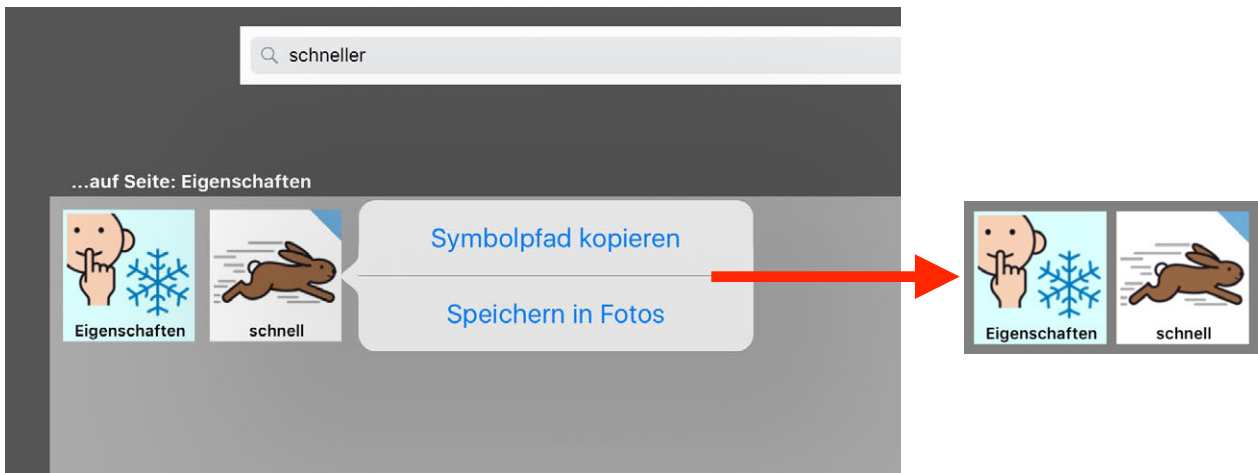 schneller
...auf Seite: Eigenschaften
Eigenschaften
schnell
Symbolpfad kopieren
Speichern in Fotos
Eigenschaften
schnell